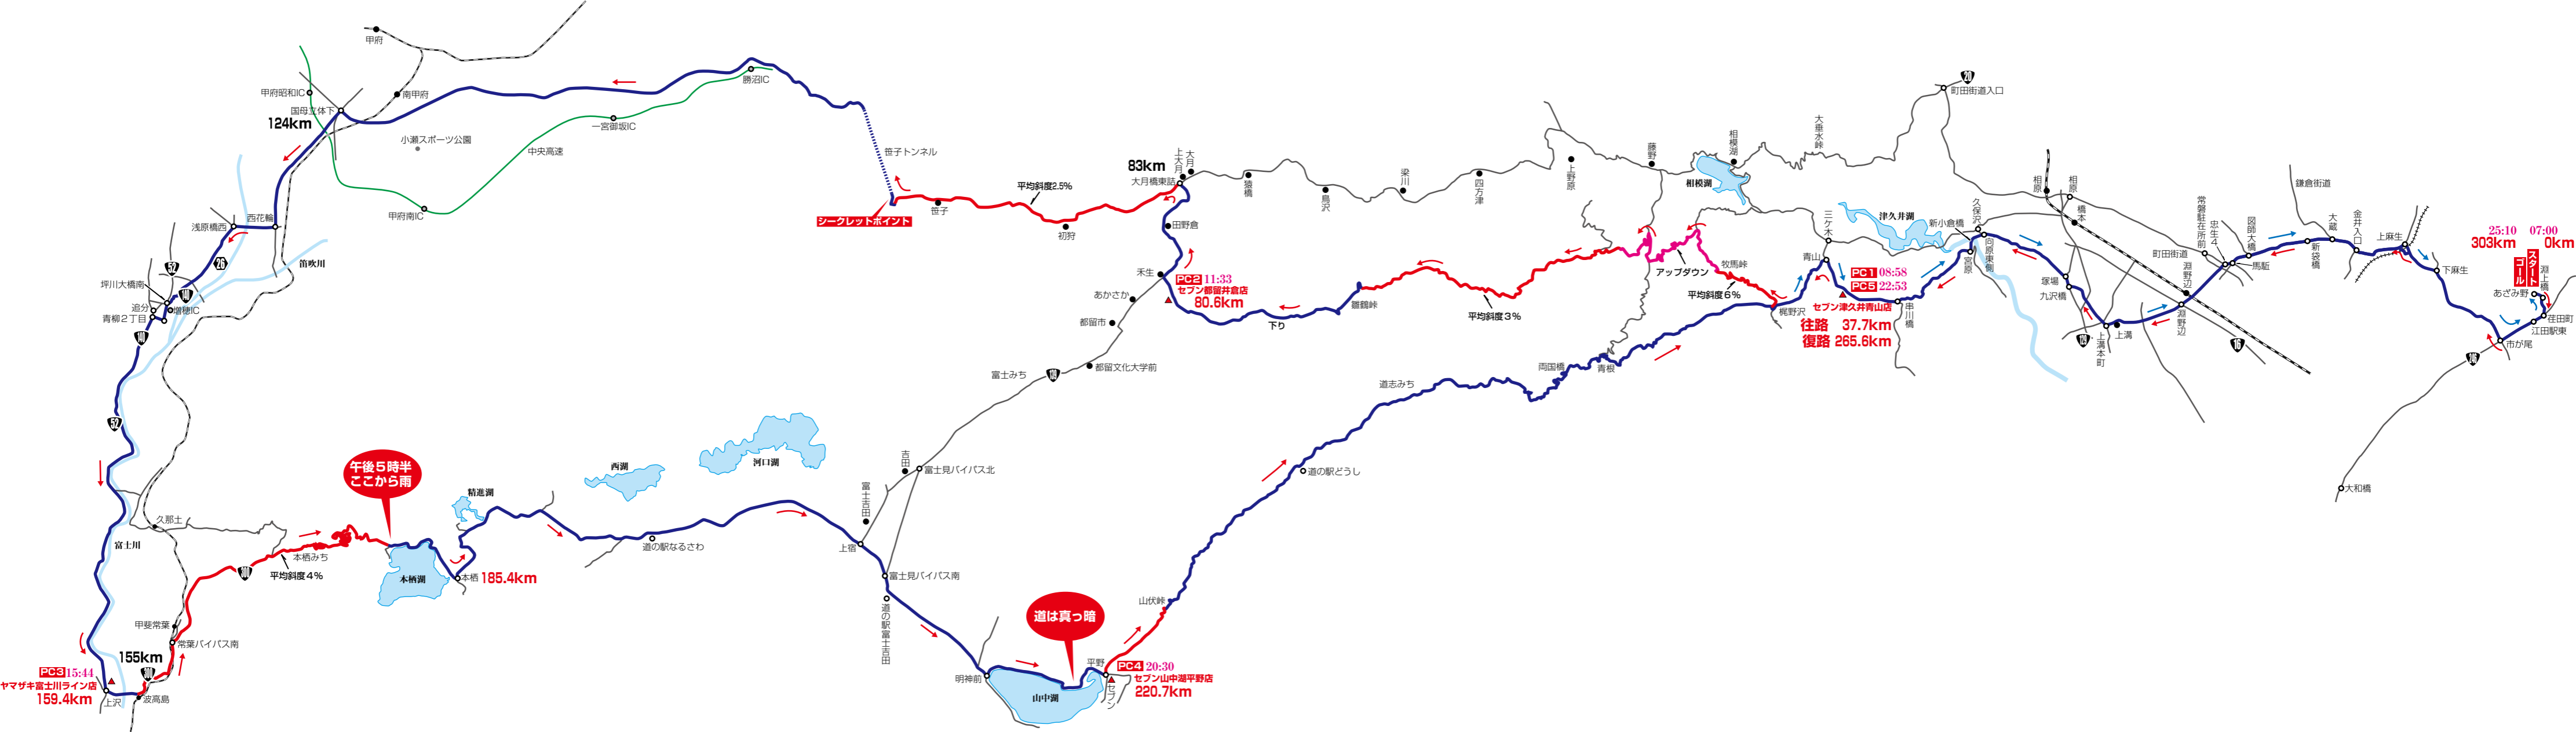 甲府
甲府昭和IC
国母立体下
124km
南甲府
小瀬スポーツ公園
勝沼IC
一宮御坂IC
中央高速
甲府南IC
笹子トンネル
シークレットポイント
笹子
初狩
平均斜度2.5%
83km
大月
上大月
大月橋東詰
猿橋
鳥沢
梁川
四方津
上野原
藤野
相模湖
相模湖
大垂水峠
町田街道入口
20
浅原橋西
西花輪
26
52
140
笛吹川
坪川大橋南
追分
青柳2丁目
増穂IC
140
52
富士川
田野倉
禾生
PC2 11:33
セブン都留井倉店
80.6km
あかさか
都留市
都留文化大学前
富士みち
139
下り
雛鶴峠
平均斜度3%
アップダウン
牧馬峠
平均斜度6%
梶野沢
三ケ木
青山
津久井湖
新小倉橋
久保沢
向原東側
宮原
串川橋
PC1 08:58
PC5 22:53
セブン津久井青山店
往路 37.7km
復路 265.6km
相原
相原
橋本
塚場
九沢橋
129
上溝本町
上溝
淵野辺
淵野辺
16
町田街道
常磐駐在所前
忠生4
図師大橋
馬駈
新袋橋
鎌倉街道
大蔵
金井入口
上麻生
下麻生
市が尾
246
大和橋
江田駅東
荏田町
あざみ野
淵上橋
25:10 07:00
303km 0km
ゴール
スタート
両国橋
青根
道志みち
道の駅どうし
山伏峠
午後5時半
ここから雨
精進湖
西湖
河口湖
本栖みち
平均斜度4%
300
久那土
本栖湖
本栖
185.4km
道の駅なるさわ
上宿
富士吉田
吉田
富士見バイパス北
富士見バイパス南
道の駅富士吉田
明神前
山中湖
道は真っ暗
平野
セブン
PC4 20:30
セブン山中湖平野店
220.7km
甲斐常葉
常葉バイパス南
155km
300
波高島
上沢
PC3 15:44
ヤマザキ富士川ライン店
159.4km